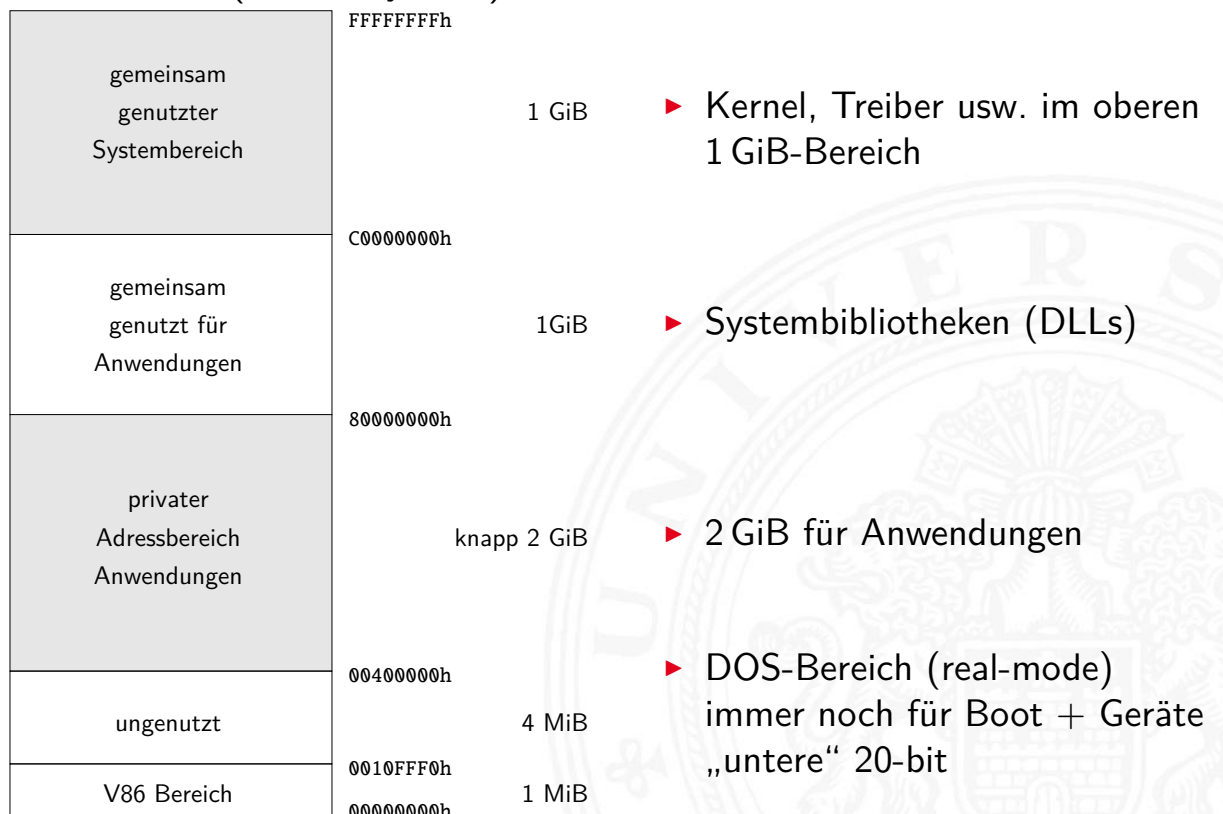 FFFFFFFFh
gemeinsam
genutzter
Systembereich
1 GiB
▶ Kernel, Treiber usw. im oberen
1 GiB-Bereich
C0000000h
gemeinsam
genutzt für
Anwendungen
1GiB
▶ Systembibliotheken (DLLs)
80000000h
privater
Adressbereich
Anwendungen
knapp 2 GiB
▶ 2 GiB für Anwendungen
00400000h
ungenutzt
4 MiB
▶ DOS-Bereich (real-mode)
immer noch für Boot + Geräte
„untere“ 20-bit
0010FFF0h
V86 Bereich
1 MiB
00000000h
UNIVERS